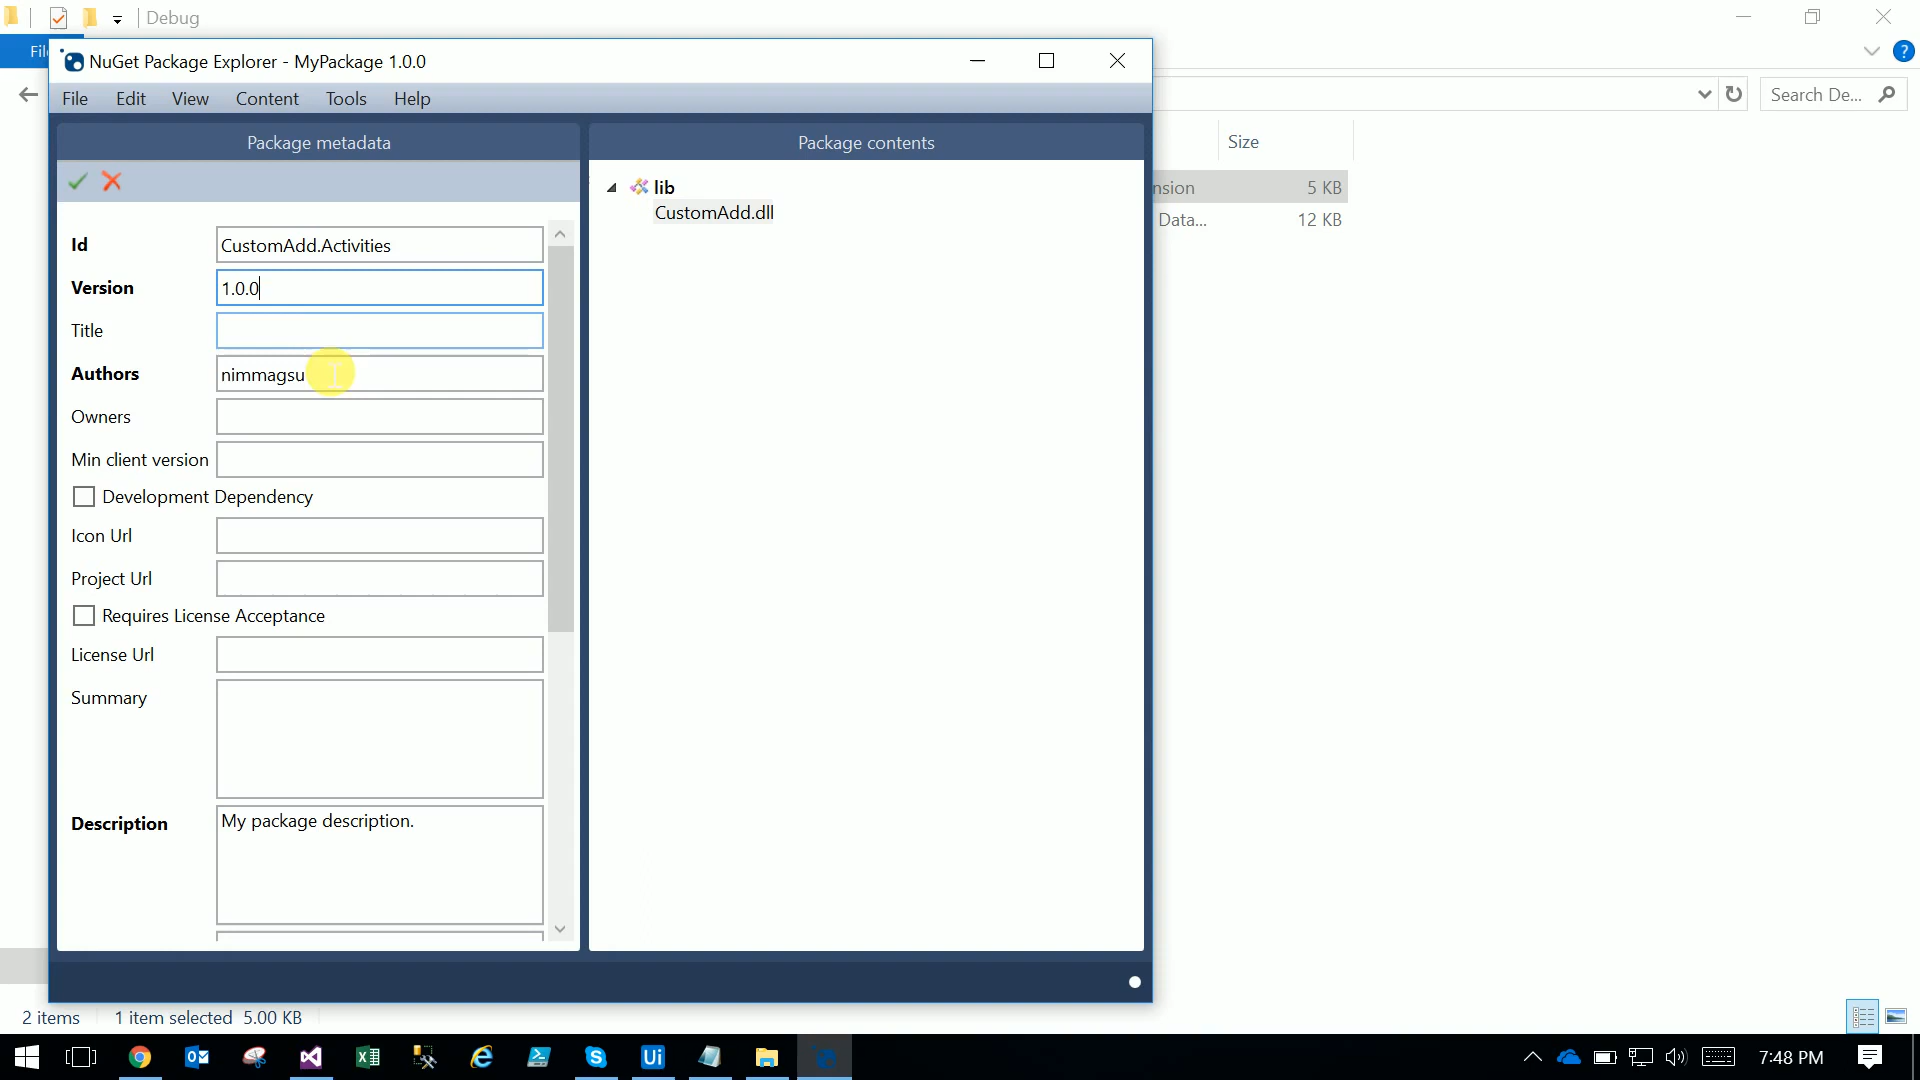 Debug
Fil
NuGet Package Explorer - MyPackage 1.0.0
File Edit View Content Tools Help
Search De...
Package metadata
Package contents
Size
lib
CustomAdd.dll
nsion 5 KB
Data... 12 KB
Id CustomAdd.Activities
Version 1.0.0
Title
Authors nimmagsu
Owners
Min client version
Development Dependency
Icon Url
Project Url
Requires License Acceptance
License Url
Summary
Description My package description.
2 items 1 item selected 5.00 KB
7:48 PM